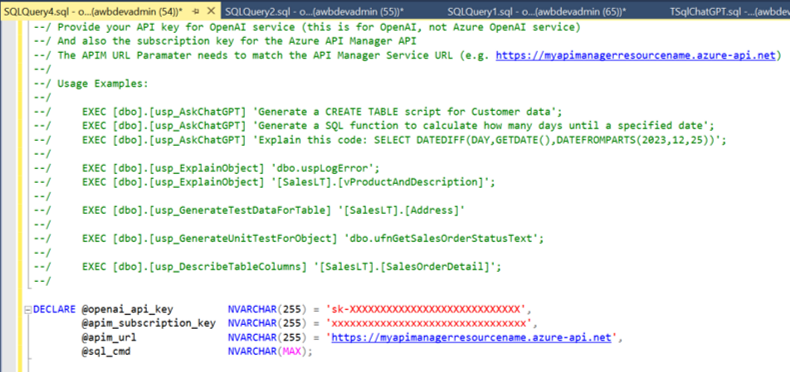 SQLQuery4.sql - o...(awbdevadmin (54))* SQLQuery2.sql - o...(awbdevadmin (55))* SQLQuery1.sql - o...(awbdevadmin (65))* TSqlChatGPT.sql -...(awbdev
--/ Provide your API key for OpenAI service (this is for OpenAI, not Azure OpenAI service)
--/ And also the subscription key for the Azure API Manager API
--/ The APIM URL Paramater needs to match the API Manager Service URL (e.g. https://myapimanagerresourcename.azure-api.net)
--/
--/ Usage Examples:
--/
--/ EXEC [dbo].[usp_AskChatGPT] 'Generate a CREATE TABLE script for Customer data';
--/ EXEC [dbo].[usp_AskChatGPT] 'Generate a SQL function to calculate how many days until a specified date';
--/ EXEC [dbo].[usp_AskChatGPT] 'Explain this code: SELECT DATEDIFF(DAY,GETDATE(),DATEFROMPARTS(2023,12,25))';
--/
--/ EXEC [dbo].[usp_ExplainObject] 'dbo.uspLogError';
--/ EXEC [dbo].[usp_ExplainObject] '[SalesLT].[vProductAndDescription]';
--/
--/ EXEC [dbo].[usp_GenerateTestDataForTable] '[SalesLT].[Address]'
--/
--/ EXEC [dbo].[usp_GenerateUnitTestForObject] 'dbo.ufnGetSalesOrderStatusText';
--/
--/ EXEC [dbo].[usp_DescribeTableColumns] '[SalesLT].[SalesOrderDetail]';
--/
DECLARE @openai_api_key NVARCHAR(255) = 'sk-XXXXXXXXXXXXXXXXXXXXXXXXXXXX',
@apim_subscription_key NVARCHAR(255) = 'xxxxxxxxxxxxxxxxxxxxxxxxxxxxxxxx',
@apim_url NVARCHAR(255) = 'https://myapimanagerresourcename.azure-api.net',
@sql_cmd NVARCHAR(MAX);